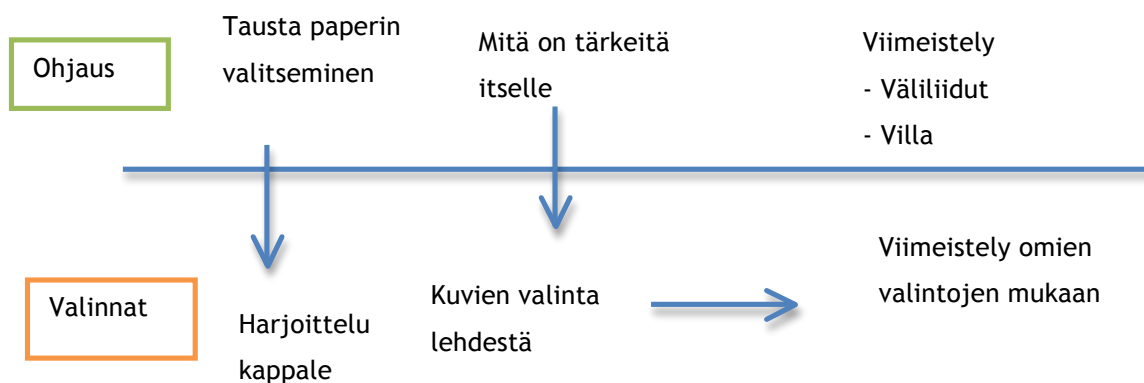 Ohjaus
Tausta paperin
valitseminen
Mitä on tärkeitä
itselle
Viimeistely
- Väliliidut
- Villa
Valinnat
Harjoittelu
kappale
Kuvien valinta
lehdestä
Viimeistely omien
valintojen mukaan